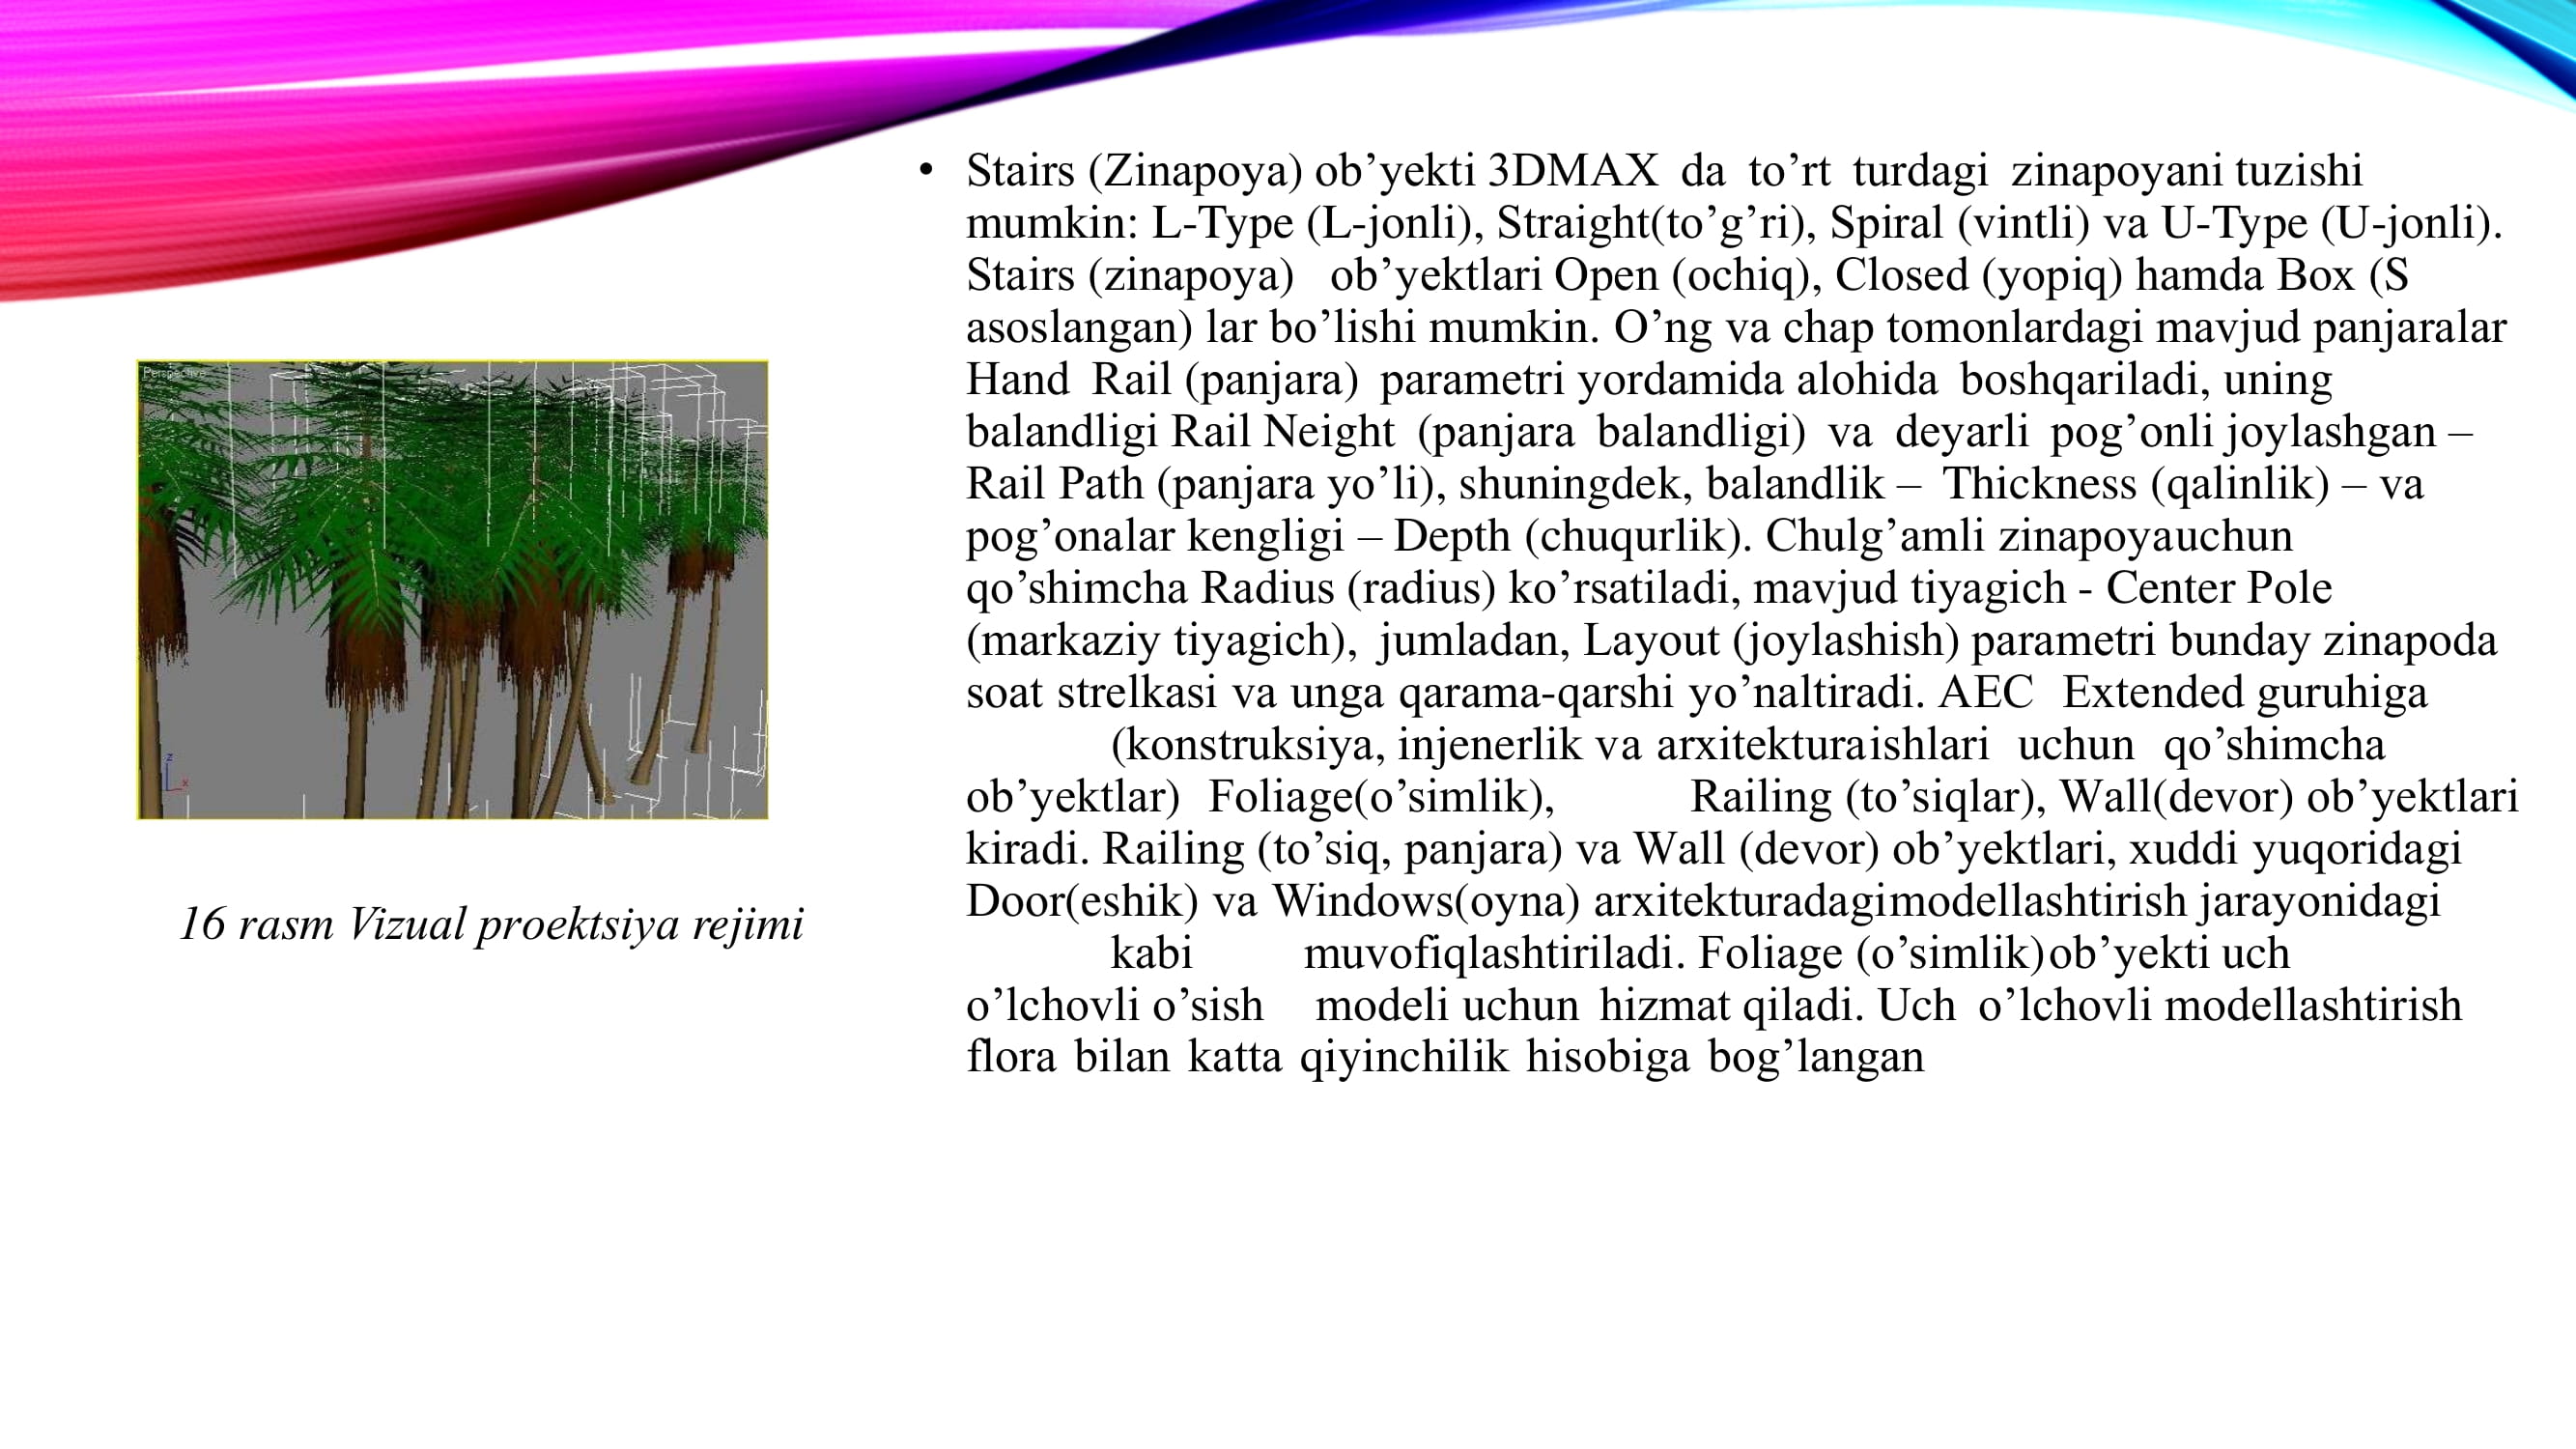 • Stairs (Zinapoya) ob’yekti 3DMAX da to’rt turdagi zinapoyani tuzishi
mumkin: L-Type (L-jonli), Straight(to’g’ri), Spiral (vintli) va U-Type (U-jonli).
Stairs (zinapoya) ob’yektlari Open (ochiq), Closed (yopiq) hamda Box (S
asoslangan) lar bo’lishi mumkin. O’ng va chap tomonlardagi mavjud panjaralar
Hand Rail (panjara) parametri yordamida alohida boshqariladi, uning
balandligi Rail Neight (panjara balandligi) va deyarli pog’onli joylashgan –
Rail Path (panjara yo’li), shuningdek, balandlik – Thickness (qalinlik) – va
pog’onalar kengligi – Depth (chuqurlik). Chulg’amli zinapoyauchun
qo’shimcha Radius (radius) ko’rsatiladi, mavjud tiyagich - Center Pole
(markaziy tiyagich), jumladan, Layout (joylashish) parametri bunday zinapoda
soat strelkasi va unga qarama-qarshi yo’naltiradi. AEC Extended guruhiga
(konstruksiya, injenerlik va arxitekturaishlari uchun qo’shimcha
ob’yektlar) Foliage(o’simlik), Railing (to’siqlar), Wall(devor) ob’yektlari
kiradi. Railing (to’siq, panjara) va Wall (devor) ob’yektlari, xuddi yuqoridagi
Door(eshik) va Windows(oyna) arxitekturadagimodellashtirish jarayonidagi
kabi muvofiqlashtiriladi. Foliage (o’simlik)ob’yekti uch
o’lchovli o’sish modeli uchun hizmat qiladi. Uch o’lchovli modellashtirish
flora bilan katta qiyinchilik hisobiga bog’langan
Perspective
z
x
16 rasm Vizual proektsiya rejimi